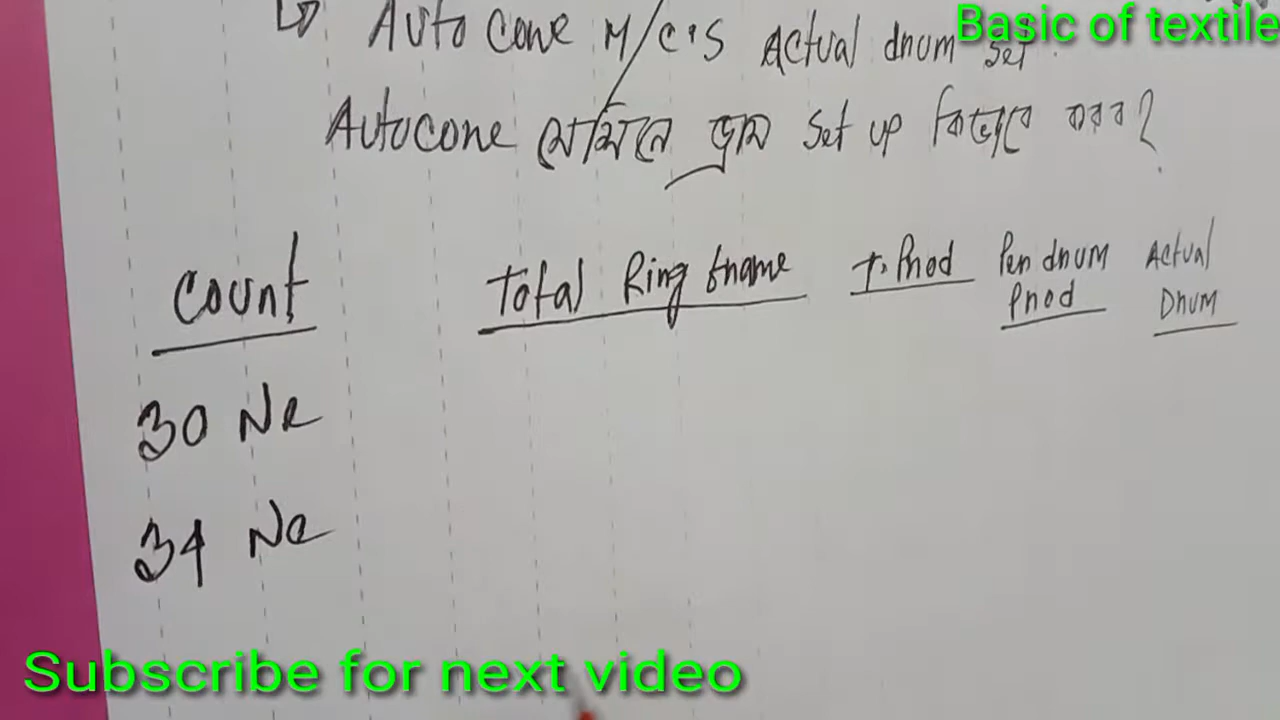 Basic of textile
↳ Auto Cone M/C's Actual drum set.
Autocone মেশিনে ড্রাম set up কিভাবে করব?
Count Total Ring frame T. Prod Per drum Prod Actual Drum
30 Ne
34 Ne
Subscribe for next video